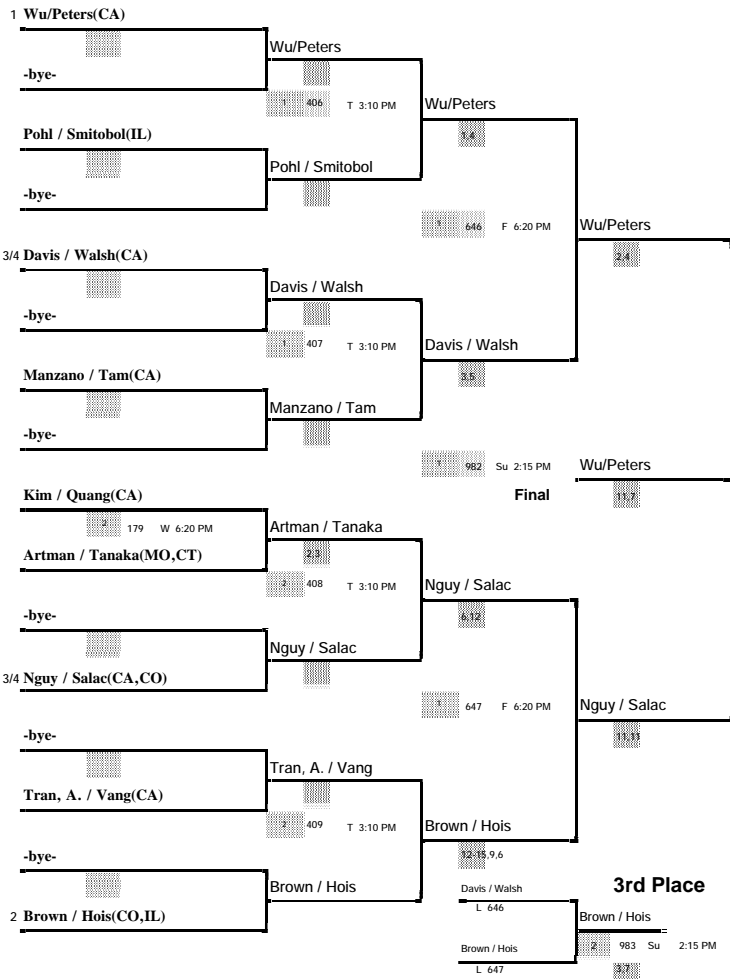 1 Wu/Peters(CA)
Wu/Peters
-bye-
1 406 T 3:10 PM
Wu/Peters
1,4
Pohl / Smitobol(IL)
Pohl / Smitobol
-bye-
1 646 F 6:20 PM
Wu/Peters
2,4
3/4 Davis / Walsh(CA)
Davis / Walsh
-bye-
1 407 T 3:10 PM
Davis / Walsh
3,5
Manzano / Tam(CA)
Manzano / Tam
-bye-
1 982 Su 2:15 PM
Wu/Peters
Final
11,7
Kim / Quang(CA)
2 179 W 6:20 PM
Artman / Tanaka
Artman / Tanaka(MO,CT)
2,3
2 408 T 3:10 PM
Nguy / Salac
6,12
-bye-
Nguy / Salac
3/4 Nguy / Salac(CA,CO)
1 647 F 6:20 PM
Nguy / Salac
11,11
-bye-
Tran, A. / Vang
Tran, A. / Vang(CA)
2 409 T 3:10 PM
Brown / Hois
12-15,9,6
-bye-
Brown / Hois
2 Brown / Hois(CO,IL)
3rd Place
Davis / Walsh
L 646
Brown / Hois
2 983 Su 2:15 PM
Brown / Hois
L 647
3,7